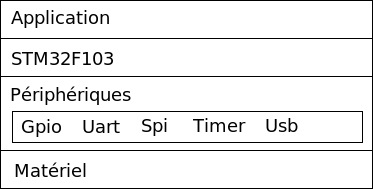 Application
STM32F103
Périphériques
Gpio Uart Spi Timer Usb
Matériel